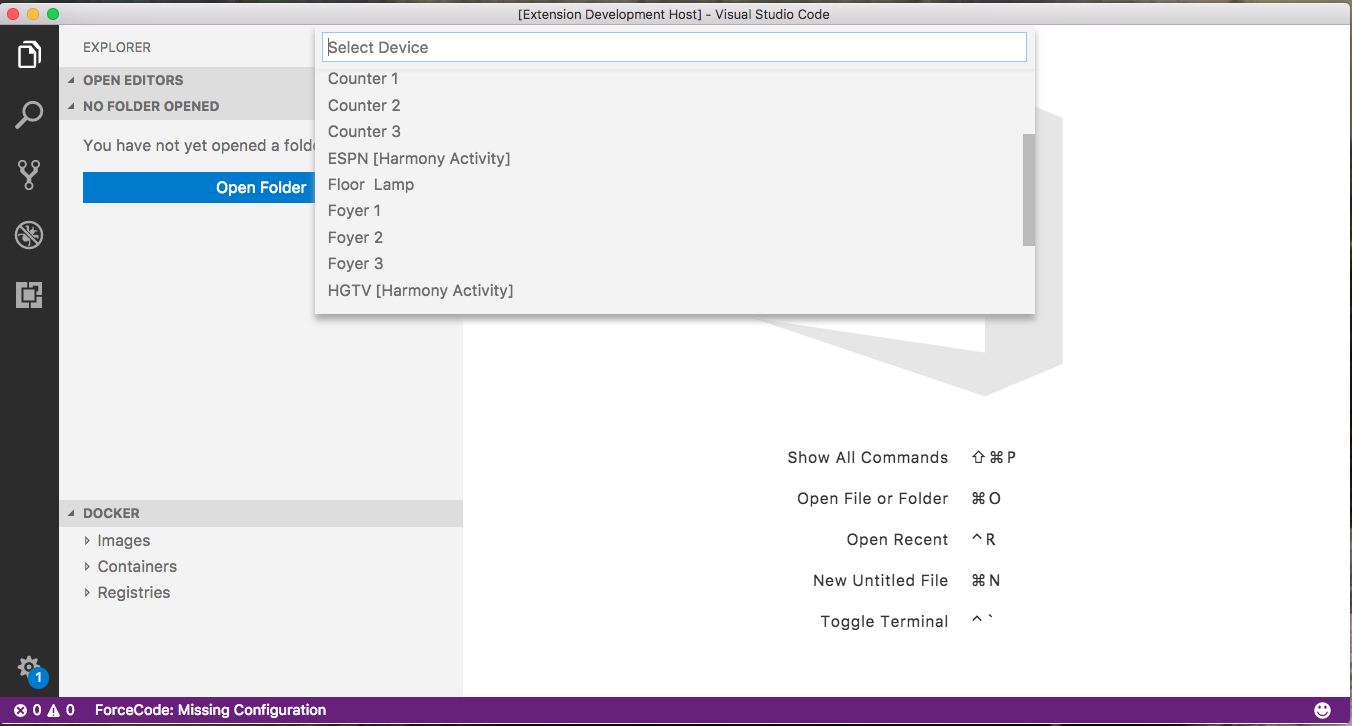 [Extension Development Host] - Visual Studio Code
EXPLORER
OPEN EDITORS
NO FOLDER OPENED
You have not yet opened a folde
Open Folder
Select Device
Counter 1
Counter 2
Counter 3
ESPN [Harmony Activity]
Floor  Lamp
Foyer 1
Foyer 2
Foyer 3
HGTV [Harmony Activity]
Show All Commands ⇧⌘P
Open File or Folder ⌘O
Open Recent ^R
New Untitled File ⌘N
Toggle Terminal ^`
DOCKER
Images
Containers
Registries
1
0 0 ForceCode: Missing Configuration